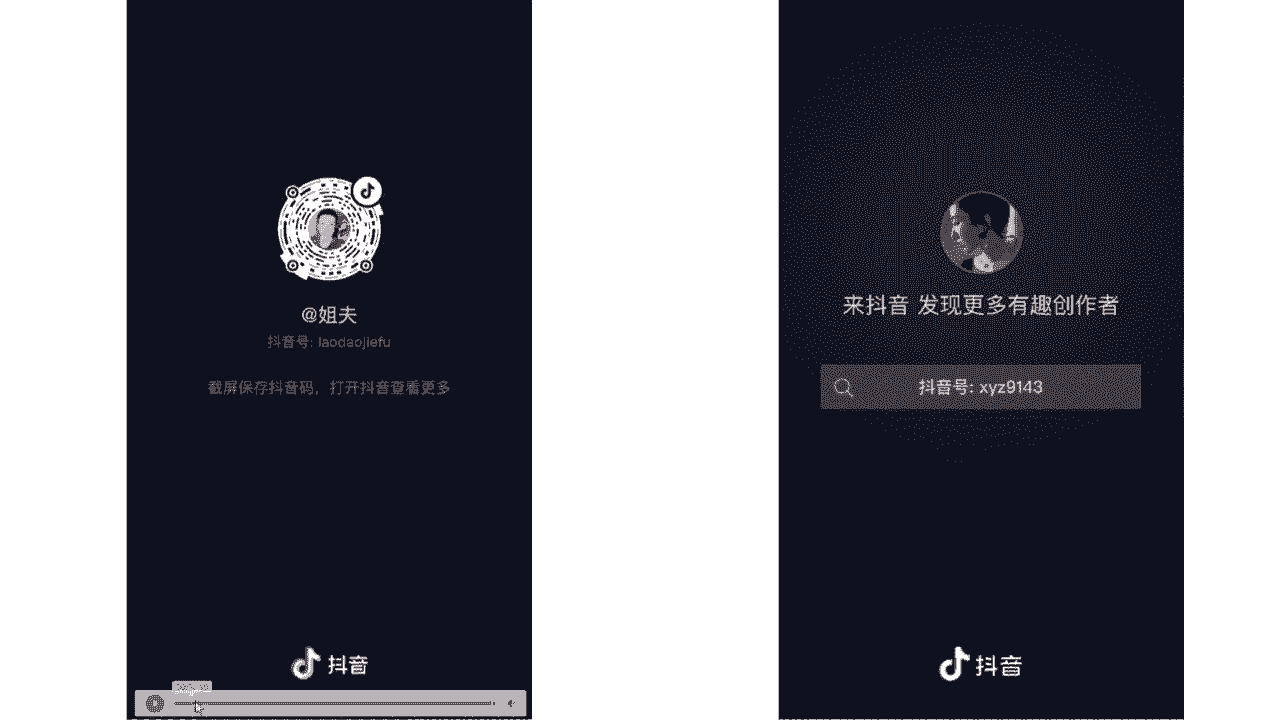 @姐夫
抖音号: laodaojiefu
截屏保存抖音码，打开抖音查看更多
抖音
来抖音 发现更多有趣创作者
抖音号: xyz9143
抖音